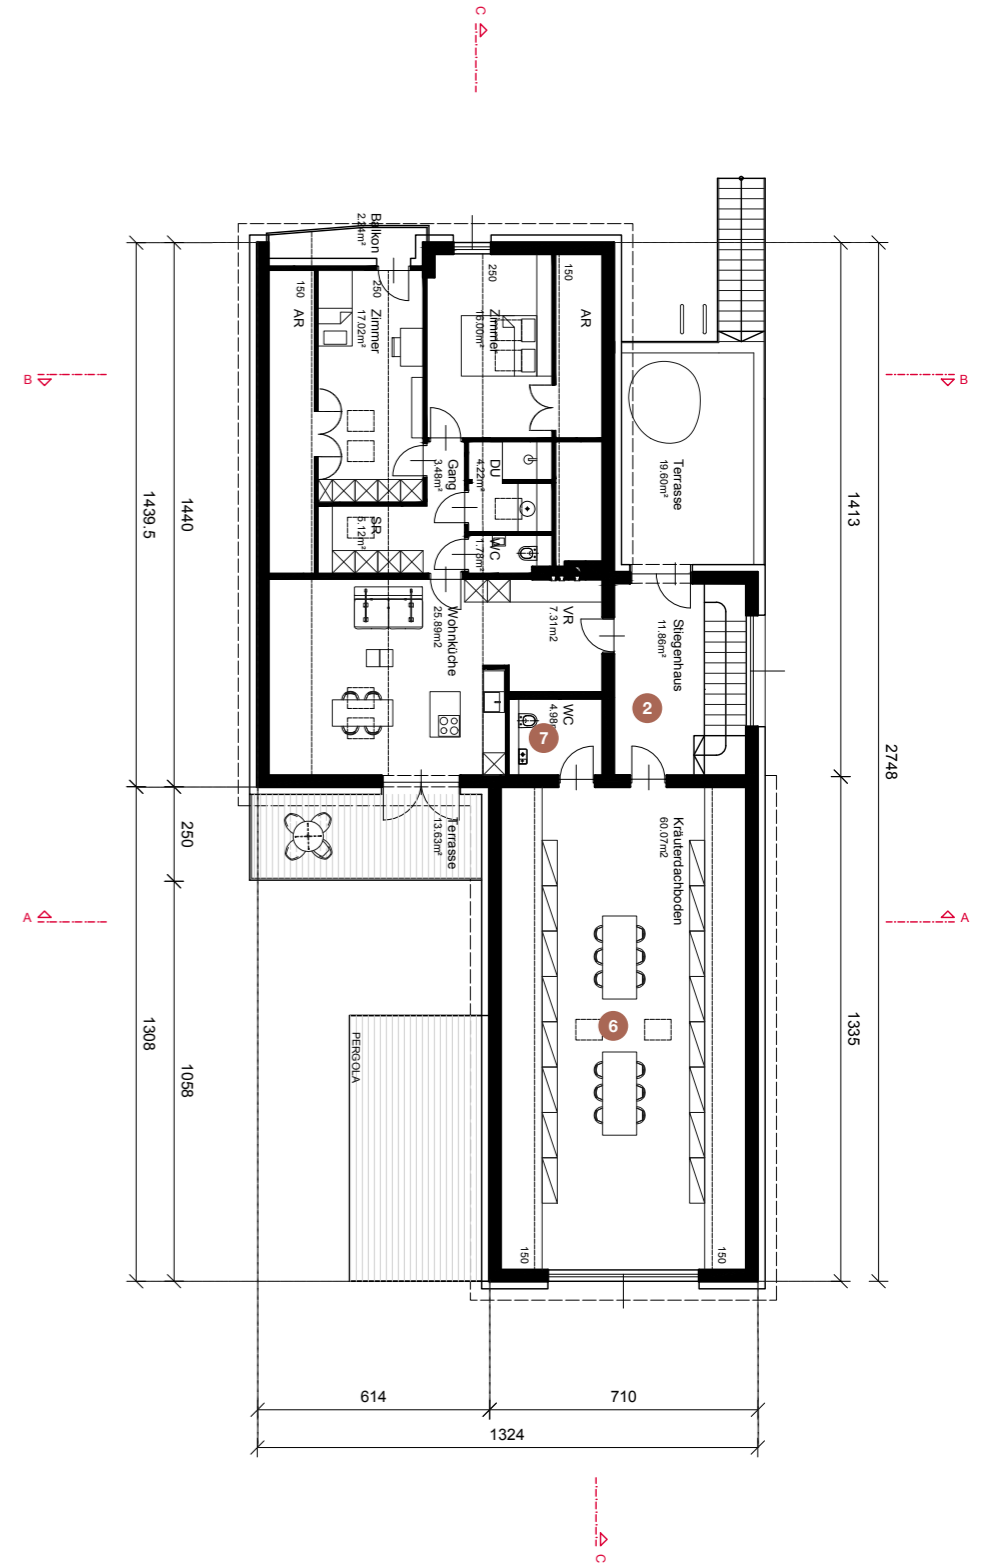 C
Balkon
2.24m²
150
AR
250
Zimmer
17.02m²
250
Zimmer
16.00m²
150
AR
B
B
Terrasse
19.60m²
Gang
3.48m²
DU
4.22m²
SR
5.12m²
WC
1.78m²
1439.5
1440
1413
Wohnküche
25.89m2
VR
7.31m2
Stiegenhaus
11.86m²
2
WC
4.98
7
2748
250
Terrasse
13.63m²
Kräuterdachboden
60.07m2
A
A
1308
1058
PERGOLA
6
1335
150
150
614
710
1324
C